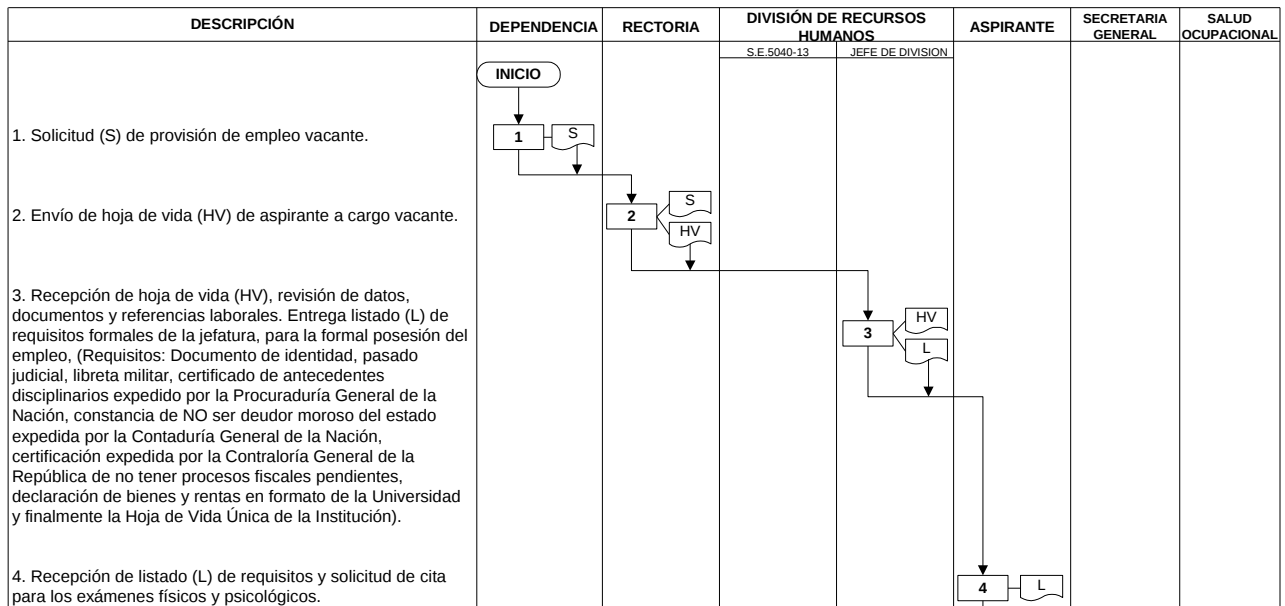 DESCRIPCIÓN
DEPENDENCIA
RECTORIA
DIVISIÓN DE RECURSOS
HUMANOS
ASPIRANTE
SECRETARIA
GENERAL
SALUD
OCUPACIONAL
S.E.5040-13
JEFE DE DIVISION
INICIO
1. Solicitud (S) de provisión de empleo vacante.
1
S
2. Envío de hoja de vida (HV) de aspirante a cargo vacante.
2
S
HV
3. Recepción de hoja de vida (HV), revisión de datos,
documentos y referencias laborales. Entrega listado (L) de
requisitos formales de la jefatura, para la formal posesión del
empleo, (Requisitos: Documento de identidad, pasado
judicial, libreta militar, certificado de antecedentes
disciplinarios expedido por la Procuraduría General de la
Nación, constancia de NO ser deudor moroso del estado
expedida por la Contaduría General de la Nación,
certificación expedida por la Contraloría General de la
República de no tener procesos fiscales pendientes,
declaración de bienes y rentas en formato de la Universidad
y finalmente la Hoja de Vida Única de la Institución).
3
HV
L
4. Recepción de listado (L) de requisitos y solicitud de cita
para los exámenes físicos y psicológicos.
4
L